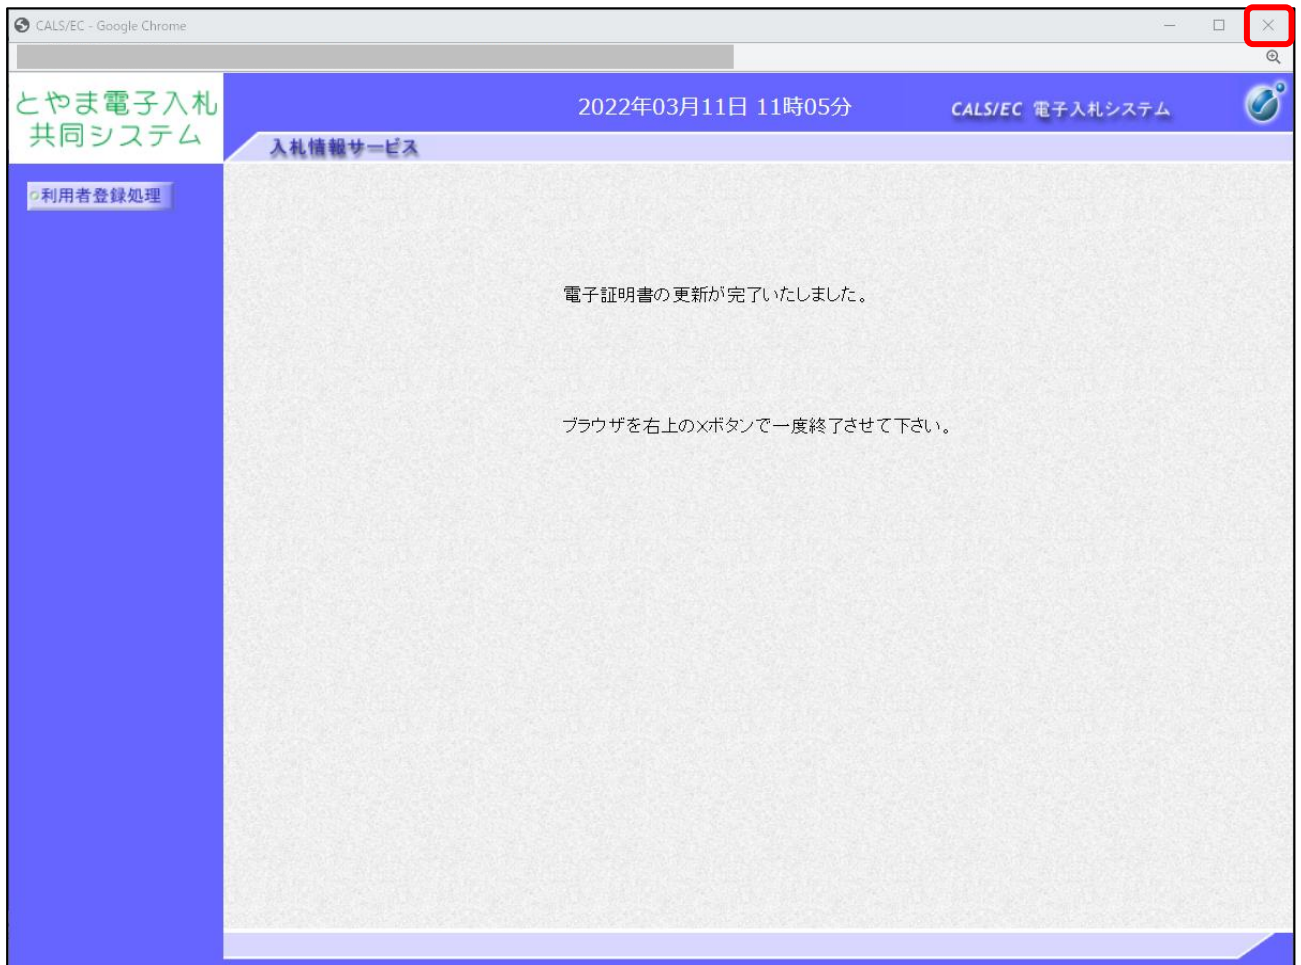 CALS/EC - Google Chrome
とやま電子入札
共同システム
2022年03月11日 11時05分
CALS/EC 電子入札システム
入札情報サービス
利用者登録処理
電子証明書の更新が完了いたしました。
ブラウザを右上の×ボタンで一度終了させて下さい。